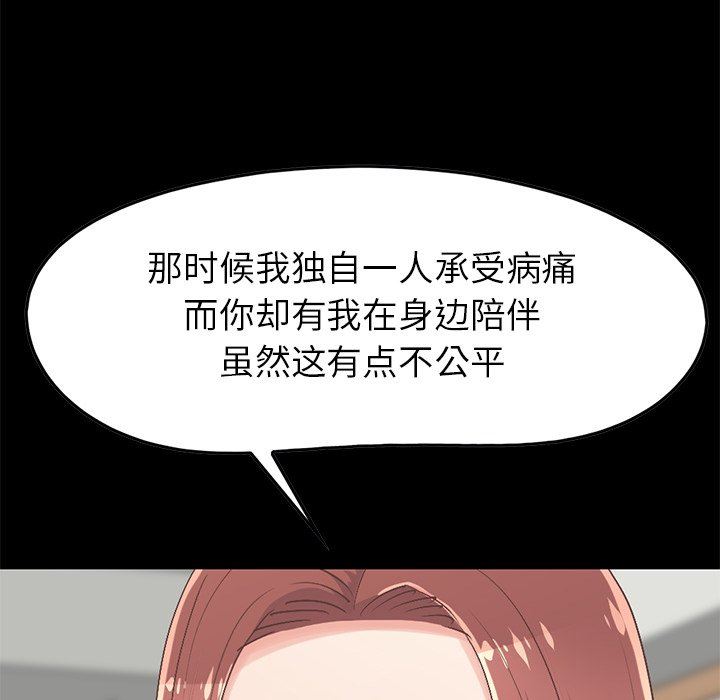 那时候我独自一人承受病痛
而你却有我在身边陪伴
虽然这有点不公平